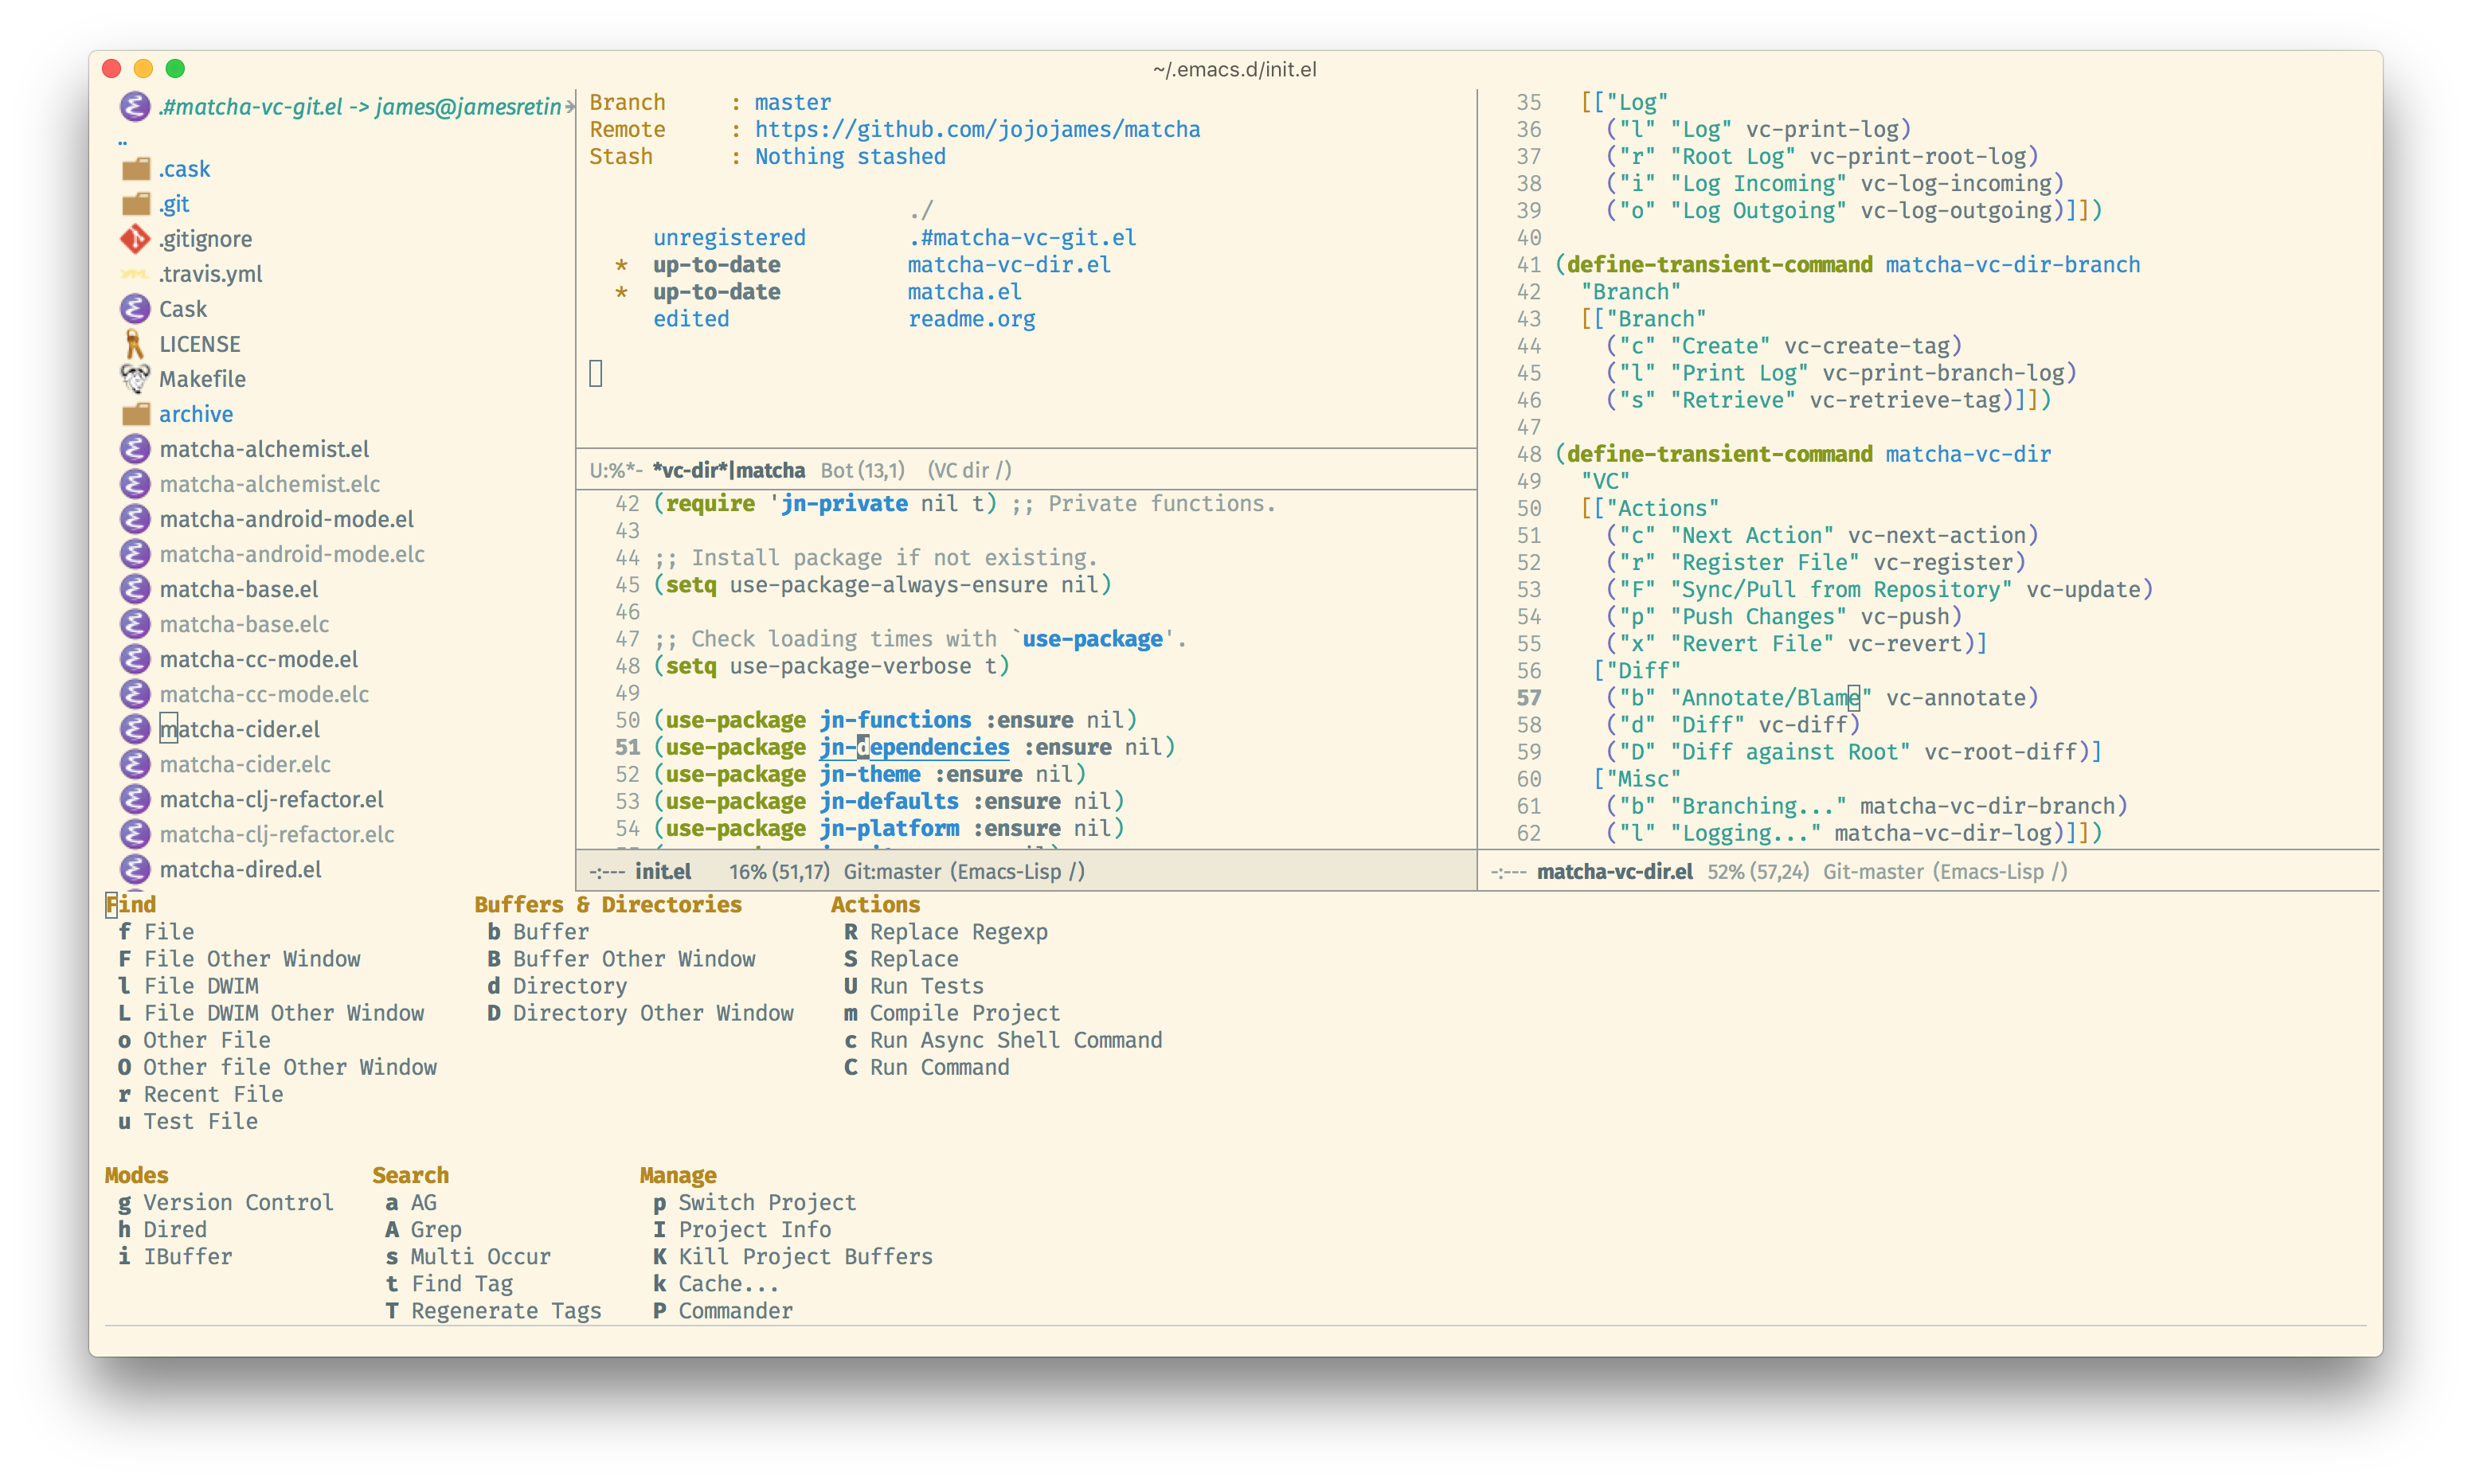 ~/.emacs.d/init.el
.#matcha-vc-git.el -> james@jamesretin
..
.cask
.git
.gitignore
.travis.yml
Cask
LICENSE
Makefile
archive
matcha-alchemist.el
matcha-alchemist.elc
matcha-android-mode.el
matcha-android-mode.elc
matcha-base.el
matcha-base.elc
matcha-cc-mode.el
matcha-cc-mode.elc
matcha-cider.el
matcha-cider.elc
matcha-clj-refactor.el
matcha-clj-refactor.elc
matcha-dired.el
Branch : master
Remote : https://github.com/jojojames/matcha
Stash : Nothing stashed
./
unregistered .#matcha-vc-git.el
* up-to-date matcha-vc-dir.el
* up-to-date matcha.el
edited readme.org
U:%*- *vc-dir*|matcha Bot (13,1) (VC dir /)
42 (require 'jn-private nil t) ;; Private functions.
43
44 ;; Install package if not existing.
45 (setq use-package-always-ensure nil)
46
47 ;; Check loading times with `use-package'.
48 (setq use-package-verbose t)
49
50 (use-package jn-functions :ensure nil)
51 (use-package jn-dependencies :ensure nil)
52 (use-package jn-theme :ensure nil)
53 (use-package jn-defaults :ensure nil)
54 (use-package jn-platform :ensure nil)
-:--- init.el 16% (51,17) Git:master (Emacs-Lisp /)
35 [["Log"
36 ("l" "Log" vc-print-log)
37 ("r" "Root Log" vc-print-root-log)
38 ("i" "Log Incoming" vc-log-incoming)
39 ("o" "Log Outgoing" vc-log-outgoing)]])
40
41 (define-transient-command matcha-vc-dir-branch
42 "Branch"
43 [["Branch"
44 ("c" "Create" vc-create-tag)
45 ("l" "Print Log" vc-print-branch-log)
46 ("s" "Retrieve" vc-retrieve-tag)]])
47
48 (define-transient-command matcha-vc-dir
49 "VC"
50 [["Actions"
51 ("c" "Next Action" vc-next-action)
52 ("r" "Register File" vc-register)
53 ("F" "Sync/Pull from Repository" vc-update)
54 ("p" "Push Changes" vc-push)
55 ("x" "Revert File" vc-revert)]
56 ["Diff"
57 ("b" "Annotate/Blame" vc-annotate)
58 ("d" "Diff" vc-diff)
59 ("D" "Diff against Root" vc-root-diff)]
60 ["Misc"
61 ("b" "Branching..." matcha-vc-dir-branch)
62 ("l" "Logging..." matcha-vc-dir-log)]])
-:--- matcha-vc-dir.el 52% (57,24) Git-master (Emacs-Lisp /)
Find Buffers & Directories Actions
f File b Buffer R Replace Regexp
F File Other Window B Buffer Other Window S Replace
l File DWIM d Directory U Run Tests
L File DWIM Other Window D Directory Other Window m Compile Project
o Other File c Run Async Shell Command
O Other file Other Window C Run Command
r Recent File
u Test File
Modes Search Manage
g Version Control a AG p Switch Project
h Dired A Grep I Project Info
i IBuffer s Multi Occur K Kill Project Buffers
t Find Tag k Cache...
T Regenerate Tags P Commander